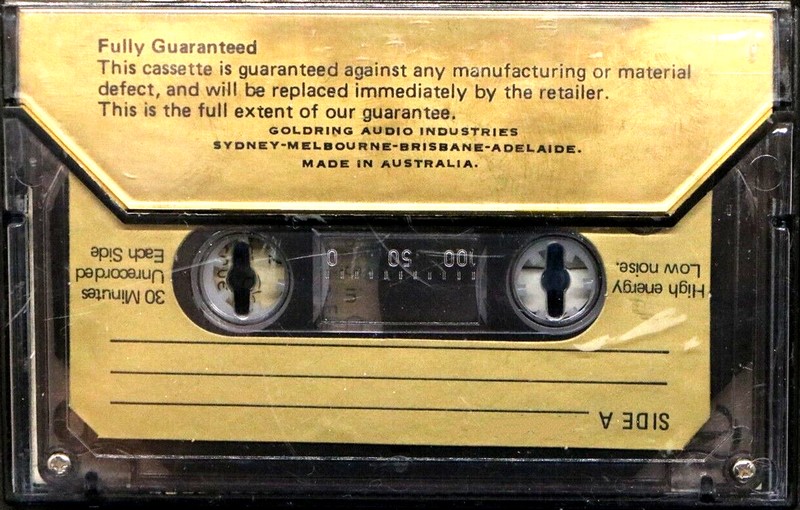 Fully Guaranteed
This cassette is guaranteed against any manufacturing or material
defect, and will be replaced immediately by the retailer.
This is the full extent of our guarantee.
GOLDRING AUDIO INDUSTRIES
SYDNEY-MELBOURNE-BRISBANE-ADELAIDE.
MADE IN AUSTRALIA.
SIDE A
High energy
Low noise.
100 50 0
30 Minutes
Unrecorded
Each Side